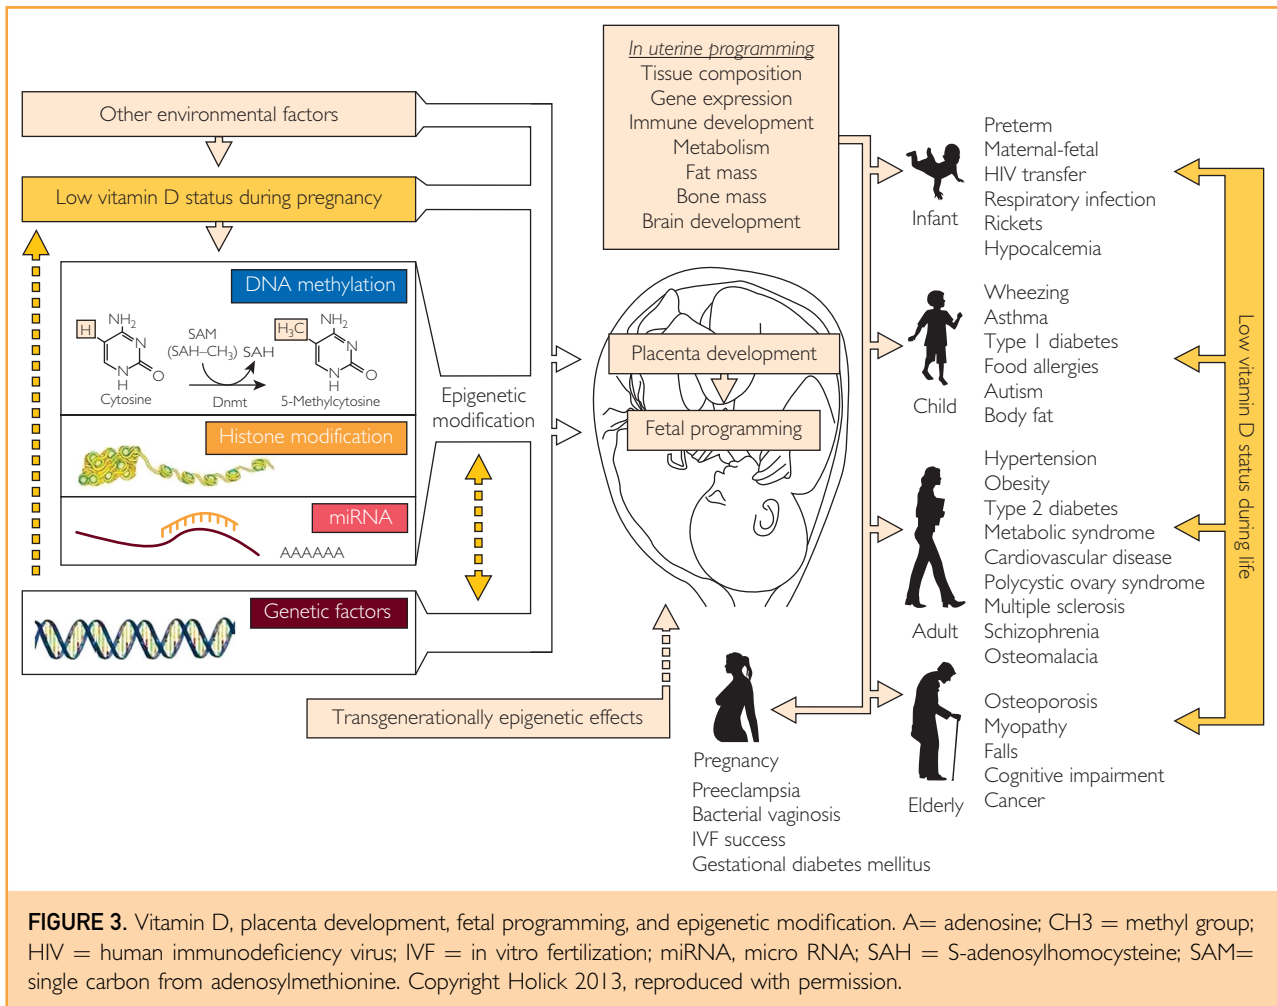 In uterine programming
Tissue composition
Gene expression
Immune development
Metabolism
Fat mass
Bone mass
Brain development
Other environmental factors
Low vitamin D status during pregnancy
DNA methylation
H
NH₂
N
N
H
O
Cytosine
SAM
(SAH–CH₃)
SAH
Dnmt
H₃C
NH₂
N
N
H
O
5-Methylcytosine
Histone modification
miRNA
AAAAAA
Genetic factors
Epigenetic
modification
Placenta development
Fetal programming
Transgenerationally epigenetic effects
Infant
Preterm
Maternal-fetal
HIV transfer
Respiratory infection
Rickets
Hypocalcemia
Child
Wheezing
Asthma
Type 1 diabetes
Food allergies
Autism
Body fat
Adult
Hypertension
Obesity
Type 2 diabetes
Metabolic syndrome
Cardiovascular disease
Polycystic ovary syndrome
Multiple sclerosis
Schizophrenia
Osteomalacia
Elderly
Osteoporosis
Myopathy
Falls
Cognitive impairment
Cancer
Pregnancy
Preeclampsia
Bacterial vaginosis
IVF success
Gestational diabetes mellitus
Low vitamin D status during life
FIGURE 3. Vitamin D, placenta development, fetal programming, and epigenetic modification. A= adenosine; CH3 = methyl group;
HIV = human immunodeficiency virus; IVF = in vitro fertilization; miRNA, micro RNA; SAH = S-adenosylhomocysteine; SAM=
single carbon from adenosylmethionine. Copyright Holick 2013, reproduced with permission.